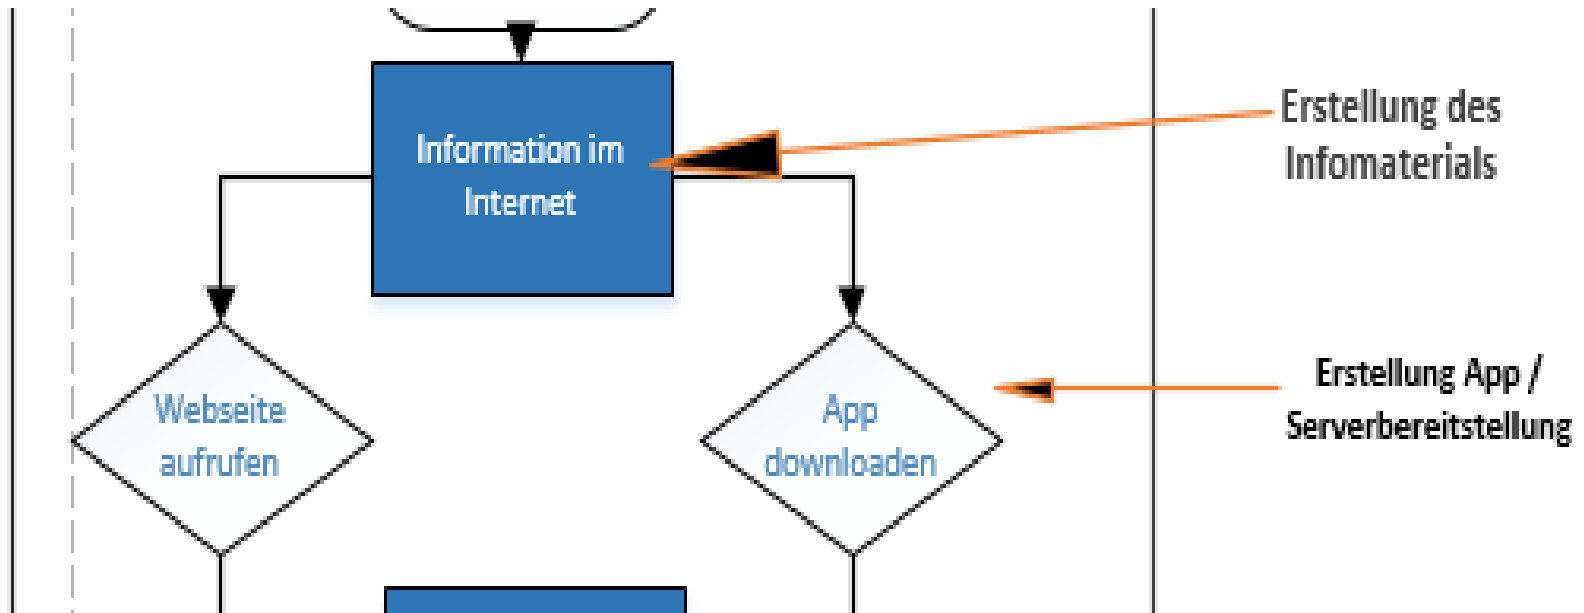 Information im
Internet
Erstellung des
Infomaterials
Webseite
aufrufen
App
downloaden
Erstellung App /
Serverbereitstellung